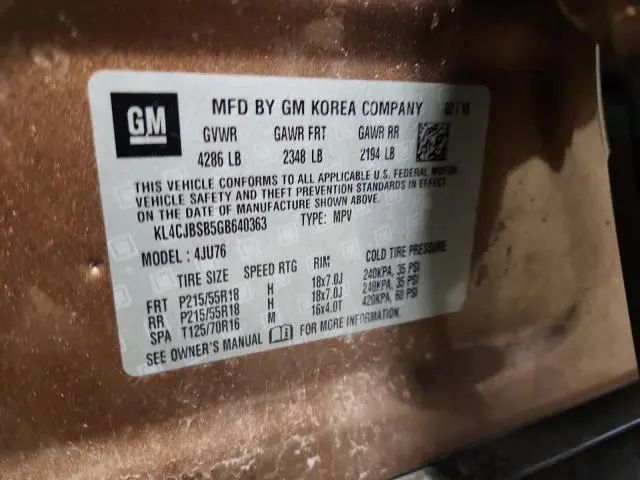 GM MFD BY GM KOREA COMPANY 02/16
GVWR GAWR FRT GAWR RR
4286 LB 2348 LB 2194 LB
THIS VEHICLE CONFORMS TO ALL APPLICABLE U.S. FEDERAL MOTOR
VEHICLE SAFETY AND THEFT PREVENTION STANDARDS IN EFFECT
ON THE DATE OF MANUFACTURE SHOWN ABOVE.
KL4CJBSB5GB640363 TYPE: MPV
MODEL: 4JU76
TIRE SIZE SPEED RTG RIM COLD TIRE PRESSURE
FRT P215/55R18 H 18x7.0J 240KPA, 35 PSI
RR P215/55R18 H 18x7.0J 240KPA, 35 PSI
SPA T125/70R16 M 16x4.0T 420KPA, 60 PSI
SEE OWNER'S MANUAL FOR MORE INFORMATION.